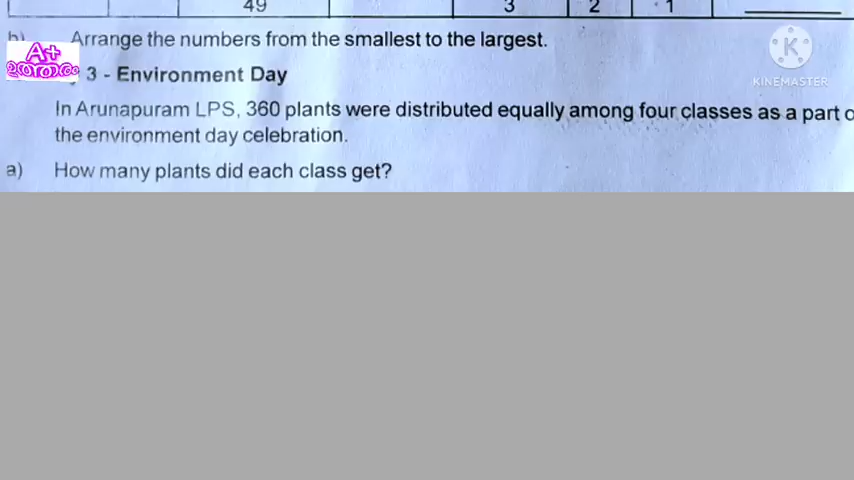 49 3 2 1
b) Arrange the numbers from the smallest to the largest.
A+
3 - Environment Day
KINEMASTER
In Arunapuram LPS, 360 plants were distributed equally among four classes as a part o
the environment day celebration.
a) How many plants did each class get?